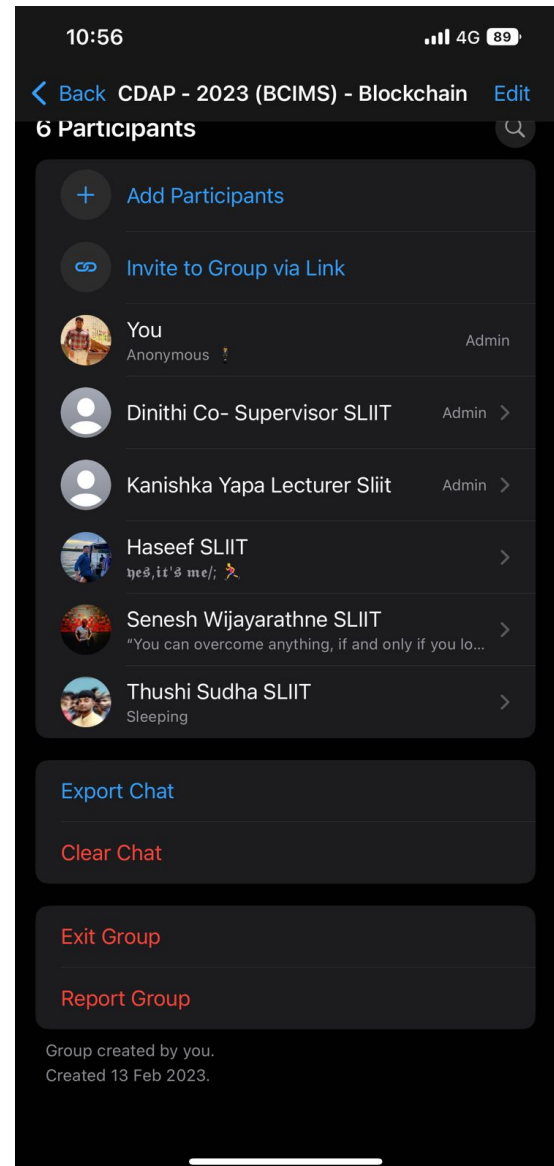 10:56
4G 89
Back CDAP - 2023 (BCIMS) - Blockchain Edit
6 Participants
Add Participants
Invite to Group via Link
You
Admin
Anonymous 🕴
Dinithi Co- Supervisor SLIIT Admin
Kanishka Yapa Lecturer Sliit Admin
Haseef SLIIT
𝖞𝖊𝖘,𝖎𝖙'𝖘 𝖒𝖊/; 🏃
Senesh Wijayarathne SLIIT
“You can overcome anything, if and only if you lo...
Thushi Sudha SLIIT
Sleeping
Export Chat
Clear Chat
Exit Group
Report Group
Group created by you.
Created 13 Feb 2023.